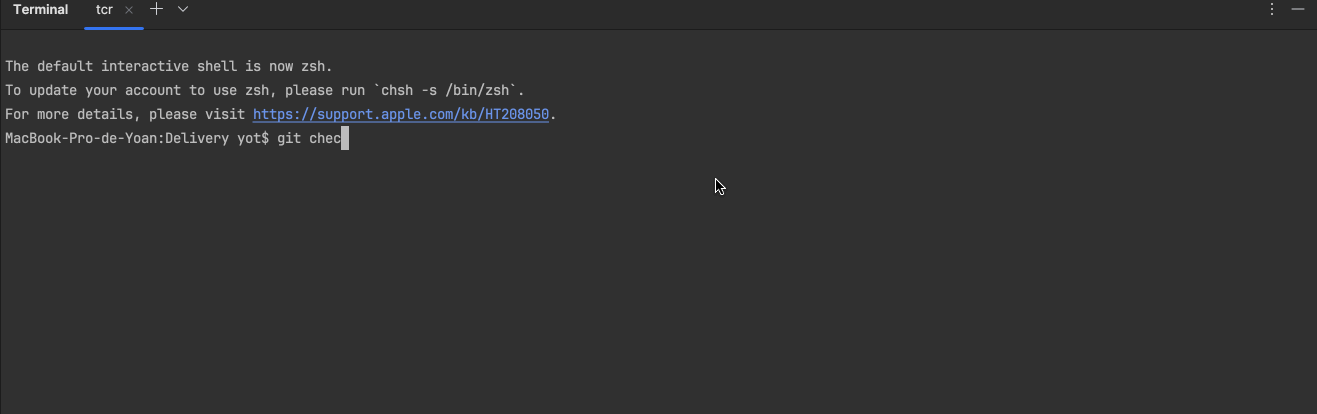 Terminal tcr
The default interactive shell is now zsh.
To update your account to use zsh, please run `chsh -s /bin/zsh`.
For more details, please visit https://support.apple.com/kb/HT208050.
MacBook-Pro-de-Yoan:Delivery yot$ git chec